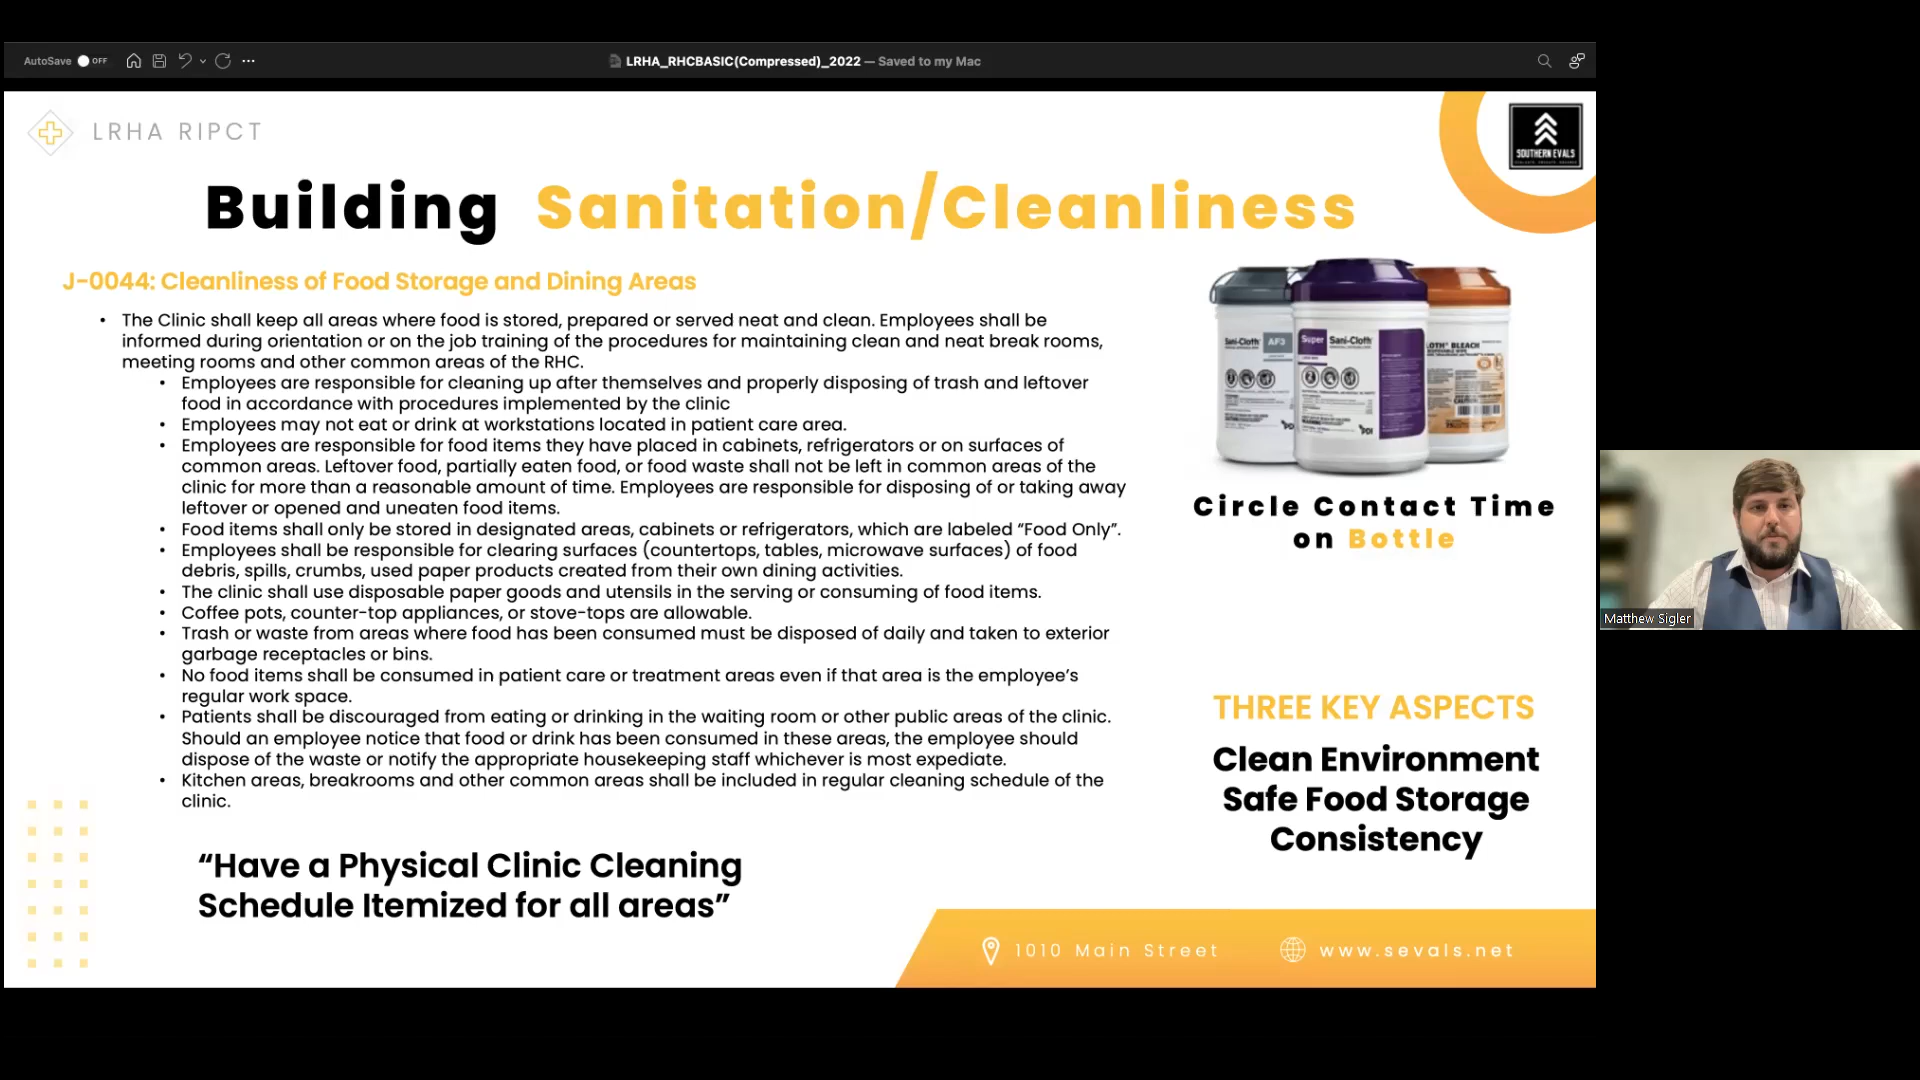 AutoSave OFF
LRHA_RHCBASIC(Compressed)_2022 — Saved to my Mac
LRHA RIPCT
SOUTHERN EVALS
Building Sanitation/Cleanliness
J-0044: Cleanliness of Food Storage and Dining Areas
• The Clinic shall keep all areas where food is stored, prepared or served neat and clean. Employees shall be
informed during orientation or on the job training of the procedures for maintaining clean and neat break rooms,
meeting rooms and other common areas of the RHC.
• Employees are responsible for cleaning up after themselves and properly disposing of trash and leftover
food in accordance with procedures implemented by the clinic
• Employees may not eat or drink at workstations located in patient care area.
• Employees are responsible for food items they have placed in cabinets, refrigerators or on surfaces of
common areas. Leftover food, partially eaten food, or food waste shall not be left in common areas of the
clinic for more than a reasonable amount of time. Employees are responsible for disposing of or taking away
leftover or opened and uneaten food items.
• Food items shall only be stored in designated areas, cabinets or refrigerators, which are labeled “Food Only”.
• Employees shall be responsible for clearing surfaces (countertops, tables, microwave surfaces) of food
debris, spills, crumbs, used paper products created from their own dining activities.
• The clinic shall use disposable paper goods and utensils in the serving or consuming of food items.
• Coffee pots, counter-top appliances, or stove-tops are allowable.
• Trash or waste from areas where food has been consumed must be disposed of daily and taken to exterior
garbage receptacles or bins.
• No food items shall be consumed in patient care or treatment areas even if that area is the employee’s
regular work space.
• Patients shall be discouraged from eating or drinking in the waiting room or other public areas of the clinic.
Should an employee notice that food or drink has been consumed in these areas, the employee should
dispose of the waste or notify the appropriate housekeeping staff whichever is most expediate.
• Kitchen areas, breakrooms and other common areas shall be included in regular cleaning schedule of the
clinic.
“Have a Physical Clinic Cleaning
Schedule Itemized for all areas”
Sani-Cloth AF3
Super Sani-Cloth
LOTH BLEACH
PDI
Circle Contact Time
on Bottle
THREE KEY ASPECTS
Clean Environment
Safe Food Storage
Consistency
1010 Main Street
www.sevals.net
Matthew Sigler